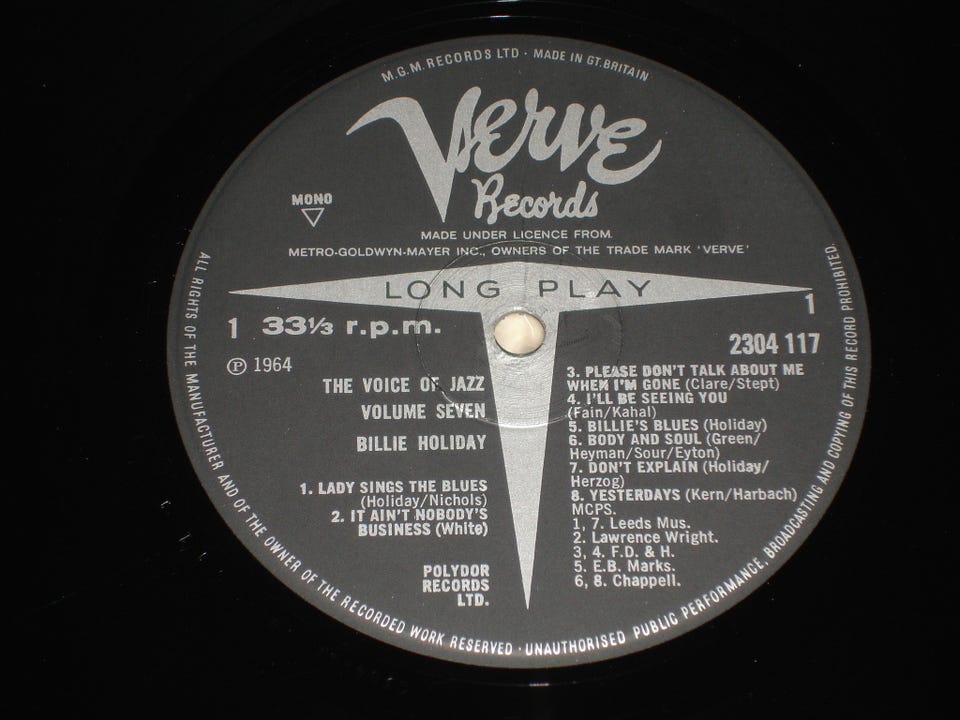 M.G.M. RECORDS LTD · MADE IN GT. BRITAIN
Verve
Records
MONO
MADE UNDER LICENCE FROM
METRO-GOLDWYN-MAYER INC., OWNERS OF THE TRADE MARK 'VERVE'
LONG PLAY
1 33⅓ r.p.m.
1
2304 117
Ⓟ 1964
THE VOICE OF JAZZ
VOLUME SEVEN
BILLIE HOLIDAY
1. LADY SINGS THE BLUES
(Holiday/Nichols)
2. IT AIN'T NOBODY'S
BUSINESS (White)
POLYDOR
RECORDS
LTD.
3. PLEASE DON'T TALK ABOUT ME
WHEN I'M GONE (Clare/Stept)
4. I'LL BE SEEING YOU
(Fain/Kahal)
5. BILLIE'S BLUES (Holiday)
6. BODY AND SOUL (Green/
Heyman/Sour/Eyton)
7. DON'T EXPLAIN (Holiday/
Herzog)
8. YESTERDAYS (Kern/Harbach)
MCPS.
1, 7. Leeds Mus.
2. Lawrence Wright.
3, 4. F.D. & H.
5. E.B. Marks.
6, 8. Chappell.
ALL RIGHTS OF THE MANUFACTURER AND OF THE OWNER OF THE RECORDED WORK RESERVED · UNAUTHORISED PUBLIC PERFORMANCE, BROADCASTING AND COPYING OF THIS RECORD PROHIBITED.